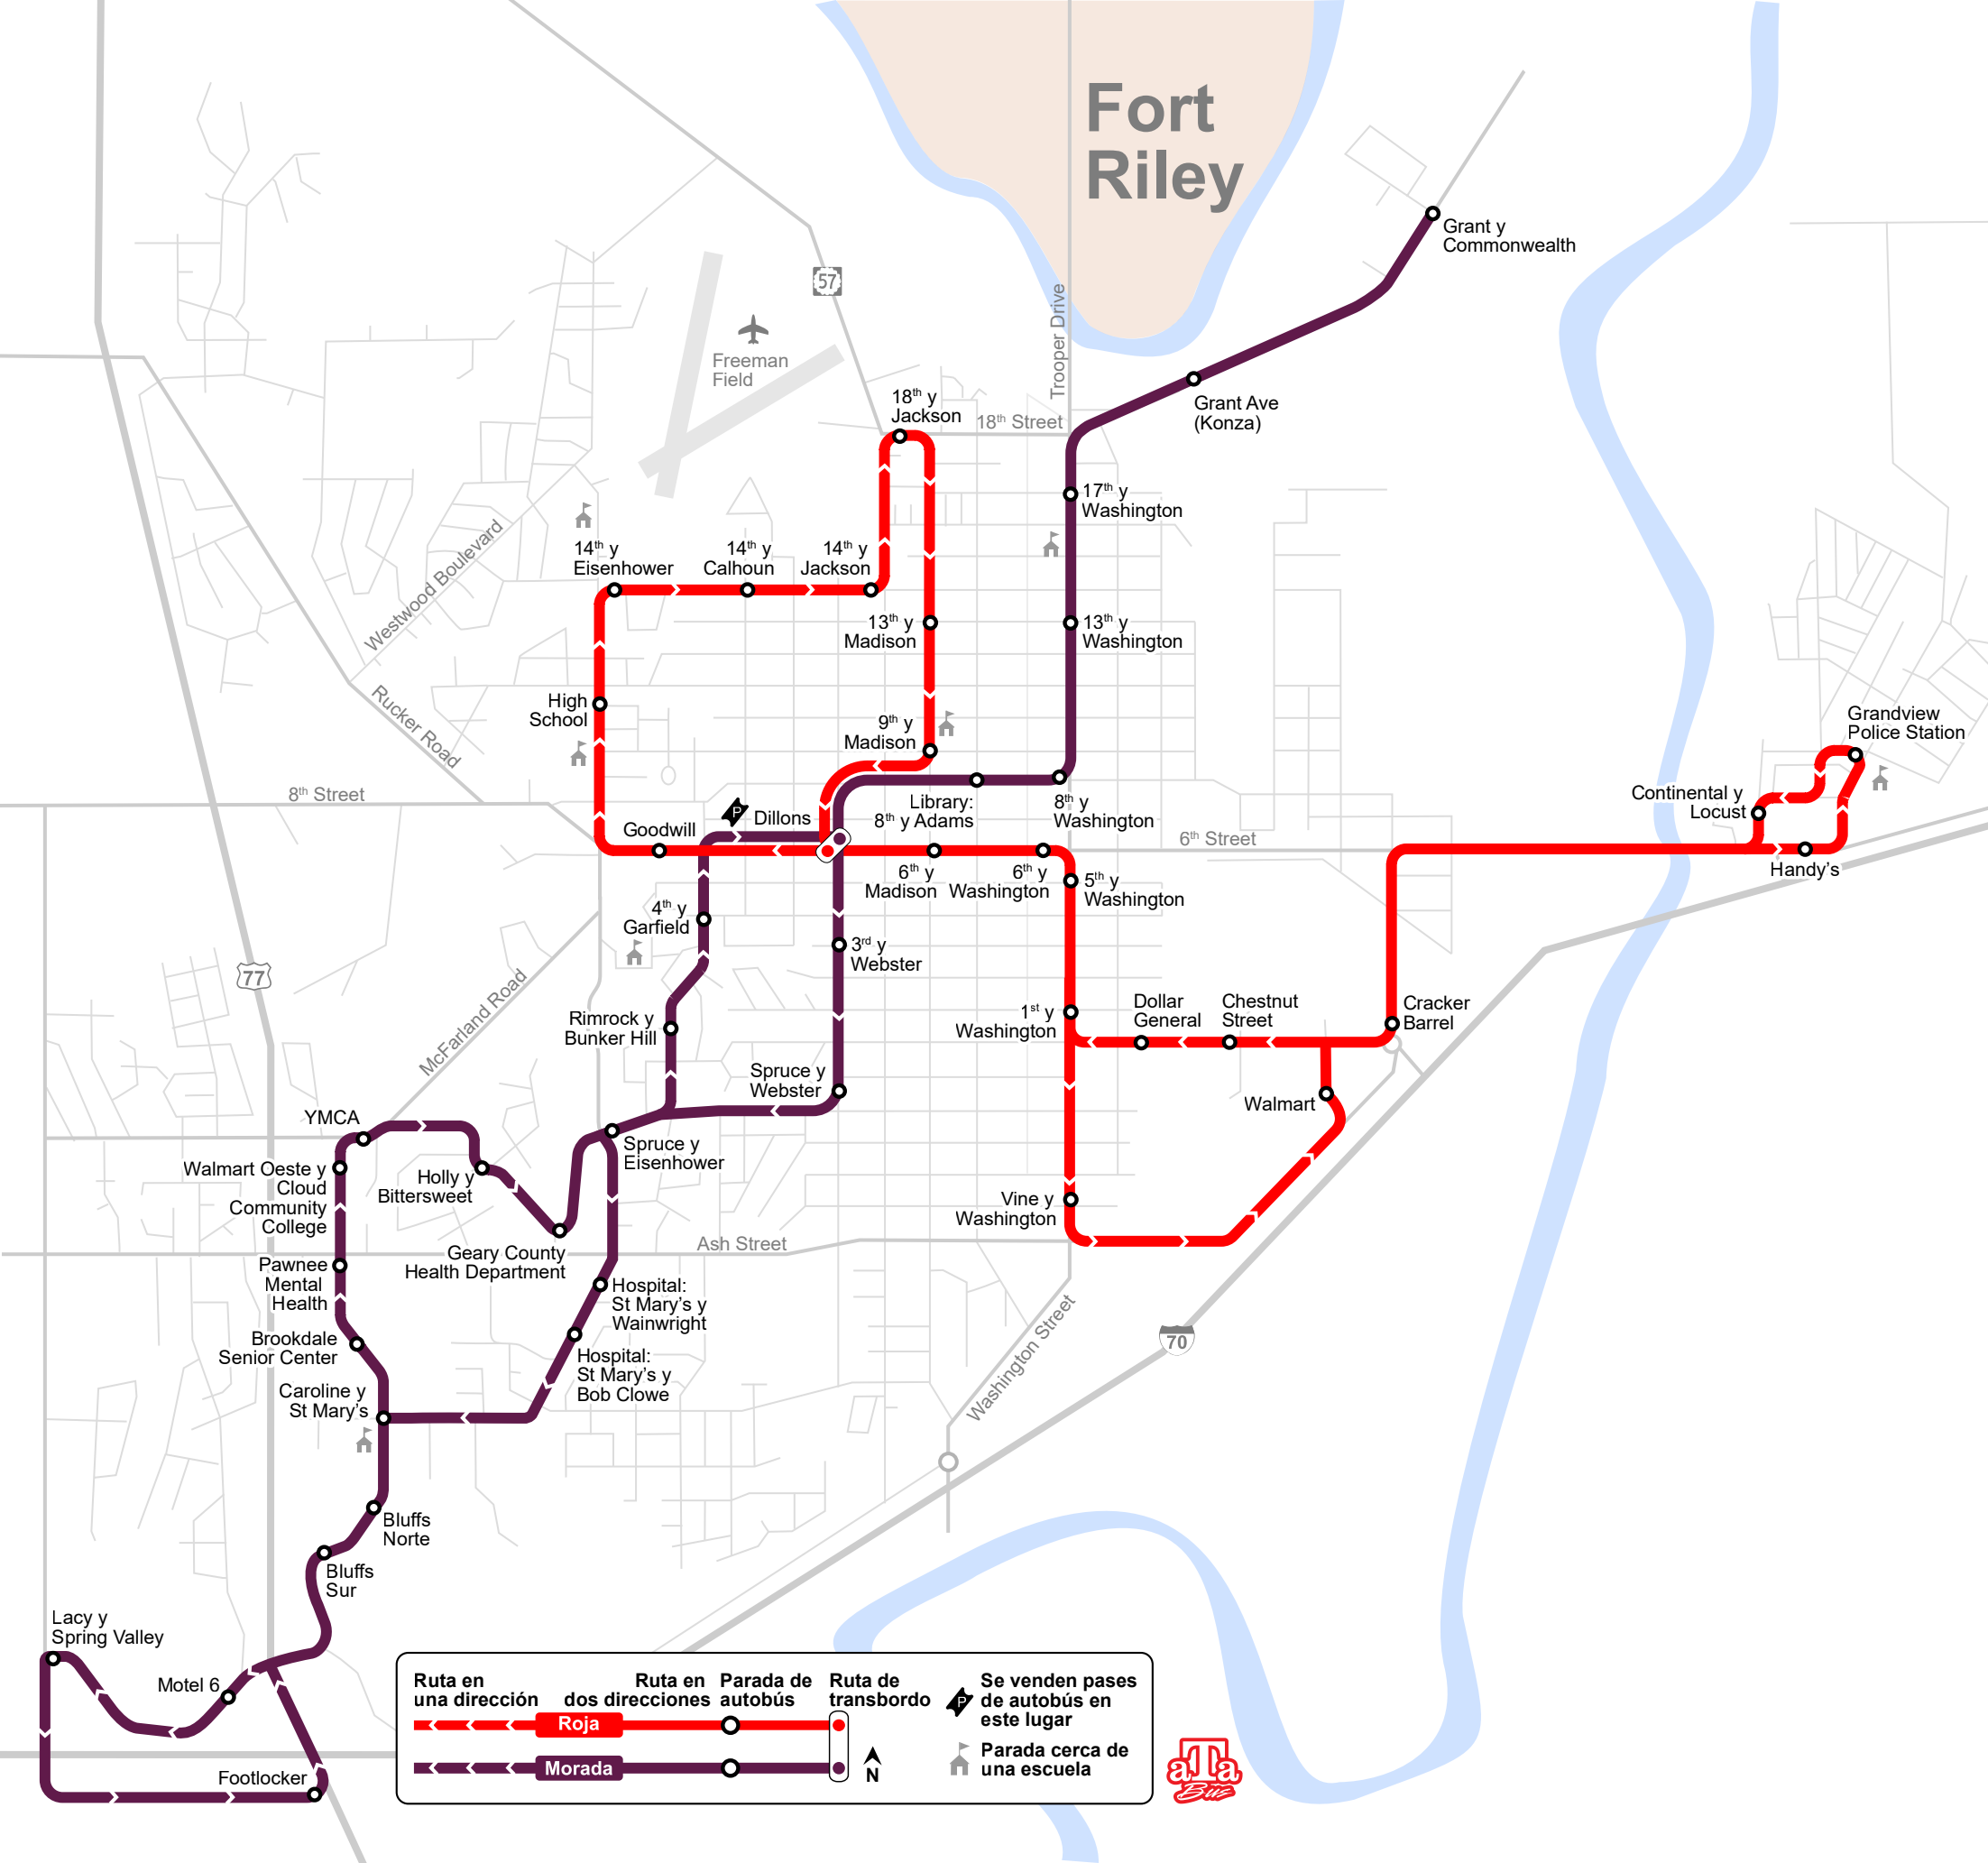 Fort
Riley
Grant y
Commonwealth
57
Trooper Drive
Freeman
Field
Grant Ave
(Konza)
18th y
Jackson
18th Street
17th y
Washington
Westwood Boulevard
14th y
Eisenhower
14th y
Calhoun
14th y
Jackson
13th y
Madison
13th y
Washington
Rucker Road
High
School
9th y
Madison
Grandview
Police Station
8th Street
Continental y
Locust
P
Dillons
Goodwill
Library:
8th y Adams
8th y
Washington
6th Street
Handy's
6th y
Madison
6th y
Washington
5th y
Washington
4th y
Garfield
3rd y
Webster
77
McFarland Road
Rimrock y
Bunker Hill
1st y
Washington
Dollar
General
Chestnut
Street
Cracker
Barrel
Spruce y
Webster
Walmart
YMCA
Spruce y
Eisenhower
Walmart Oeste y
Cloud
Community
College
Holly y
Bittersweet
Vine y
Washington
Ash Street
Geary County
Health Department
Pawnee
Mental
Health
Hospital:
St Mary's y
Wainwright
Brookdale
Senior Center
Hospital:
St Mary's y
Bob Clowe
70
Washington Street
Caroline y
St Mary's
Bluffs
Norte
Bluffs
Sur
Lacy y
Spring Valley
Motel 6
Footlocker
Ruta en
una dirección
Ruta en
dos direcciones
Parada de
autobús
Ruta de
transbordo
Roja
Morada
N
P
Se venden pases
de autobús en
este lugar
Parada cerca de
una escuela
aTa
Bus